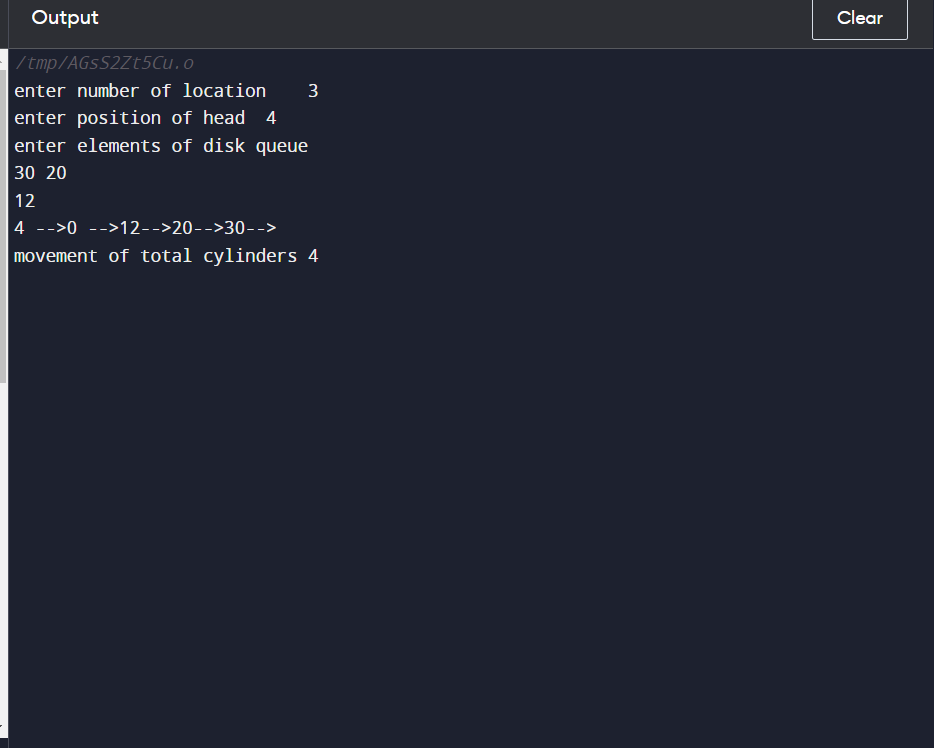 Output
Clear
/tmp/AGsS2Zt5Cu.o
enter number of location    3
enter position of head  4
enter elements of disk queue
30 20
12
4 -->0 -->12-->20-->30-->
movement of total cylinders 4